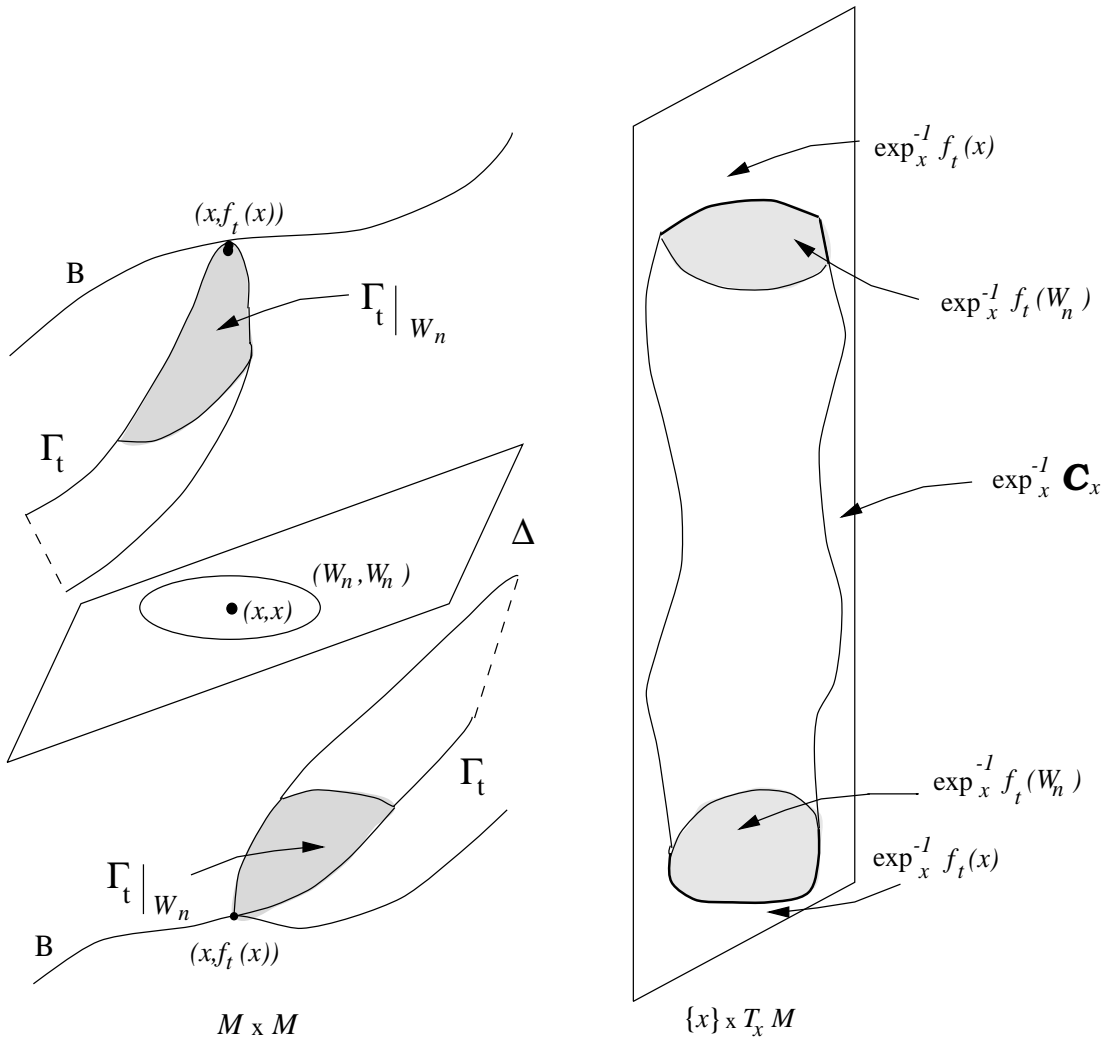 (x,f_t(x))
B
Γ_t|_{W_n}
Γ_t
Δ
(W_n,W_n)
(x,x)
Γ_t
Γ_t|_{W_n}
B
(x,f_t(x))
M x M
exp_x^{-1} f_t(x)
exp_x^{-1} f_t(W_n)
exp_x^{-1} C_x
exp_x^{-1} f_t(W_n)
exp_x^{-1} f_t(x)
{x} x T_x M